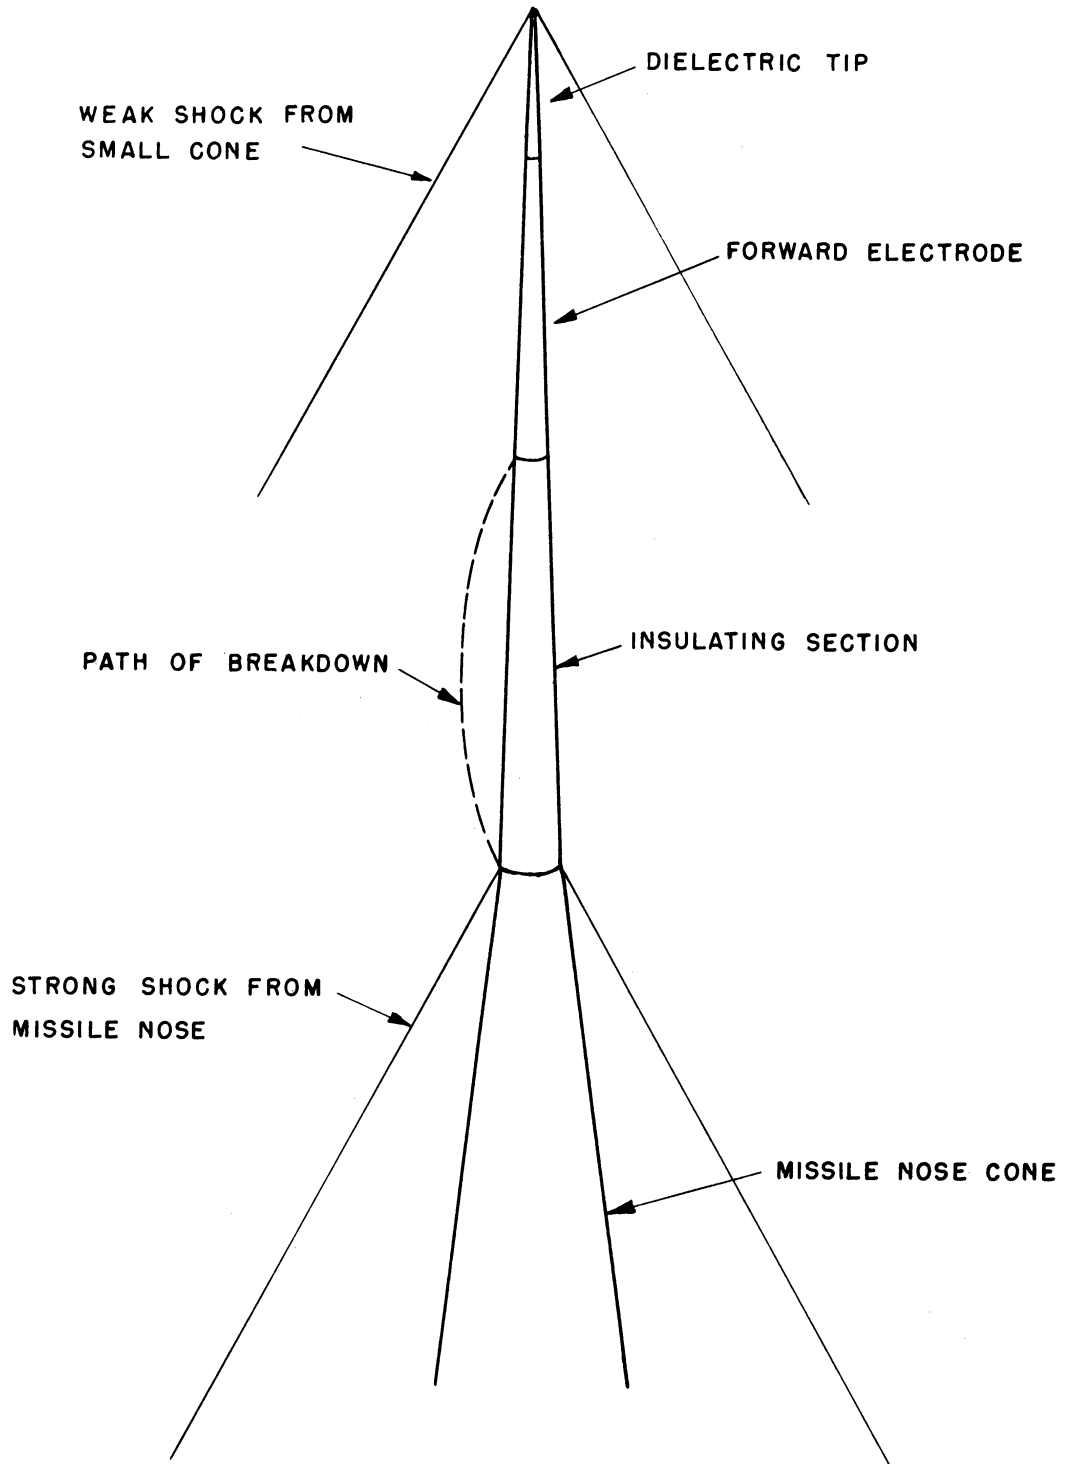 DIELECTRIC TIP
WEAK SHOCK FROM
SMALL CONE
FORWARD ELECTRODE
INSULATING SECTION
PATH OF BREAKDOWN
STRONG SHOCK FROM
MISSILE NOSE
MISSILE NOSE CONE